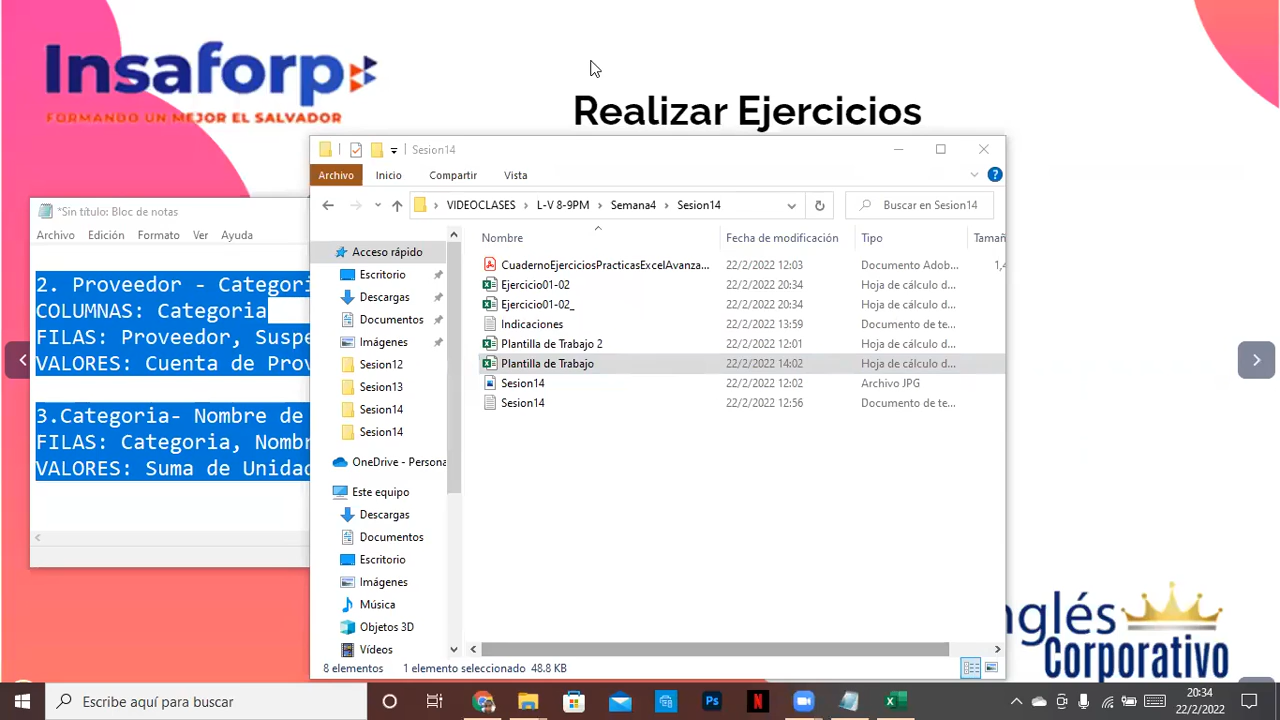 Insaforp
FORMANDO UN MEJOR EL SALVADOR
Realizar Ejercicios
Sesion14
Archivo Inicio Compartir Vista
VIDEOCLASES L-V 8-9PM Semana4 Sesion14
Buscar en Sesion14
*Sin título: Bloc de notas
Archivo Edición Formato Ver Ayuda
2. Proveedor - Categori
COLUMNAS: Categoria
FILAS: Proveedor, Suspe
VALORES: Cuenta de Prov
3.Categoria- Nombre de
FILAS: Categoria, Nombr
VALORES: Suma de Unidad
Acceso rápido
Escritorio
Descargas
Documentos
Imágenes
Sesion12
Sesion13
Sesion14
Sesion14
OneDrive - Persona
Este equipo
Descargas
Documentos
Escritorio
Imágenes
Música
Objetos 3D
Vídeos
Nombre Fecha de modificación Tipo Tamañ
CuadernoEjerciciosPracticasExcelAvanza... 22/2/2022 12:03 Documento Adob... 1,4
Ejercicio01-02 22/2/2022 20:34 Hoja de cálculo d...
Ejercicio01-02_ 22/2/2022 20:34 Hoja de cálculo d...
Indicaciones 22/2/2022 13:59 Documento de te...
Plantilla de Trabajo 2 22/2/2022 12:01 Hoja de cálculo d...
Plantilla de Trabajo 22/2/2022 14:02 Hoja de cálculo d...
Sesion14 22/2/2022 12:02 Archivo JPG
Sesion14 22/2/2022 12:56 Documento de te...
8 elementos 1 elemento seleccionado 48.8 KB
nglés
Corporativo
Escribe aquí para buscar
20:34
22/2/2022